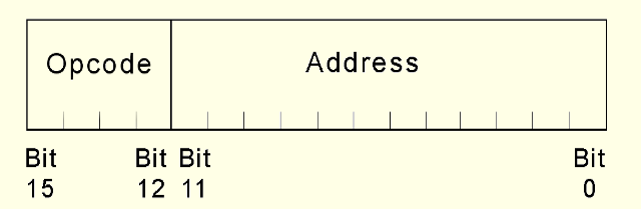 Opcode Address
Bit Bit Bit Bit
15 12 11 0